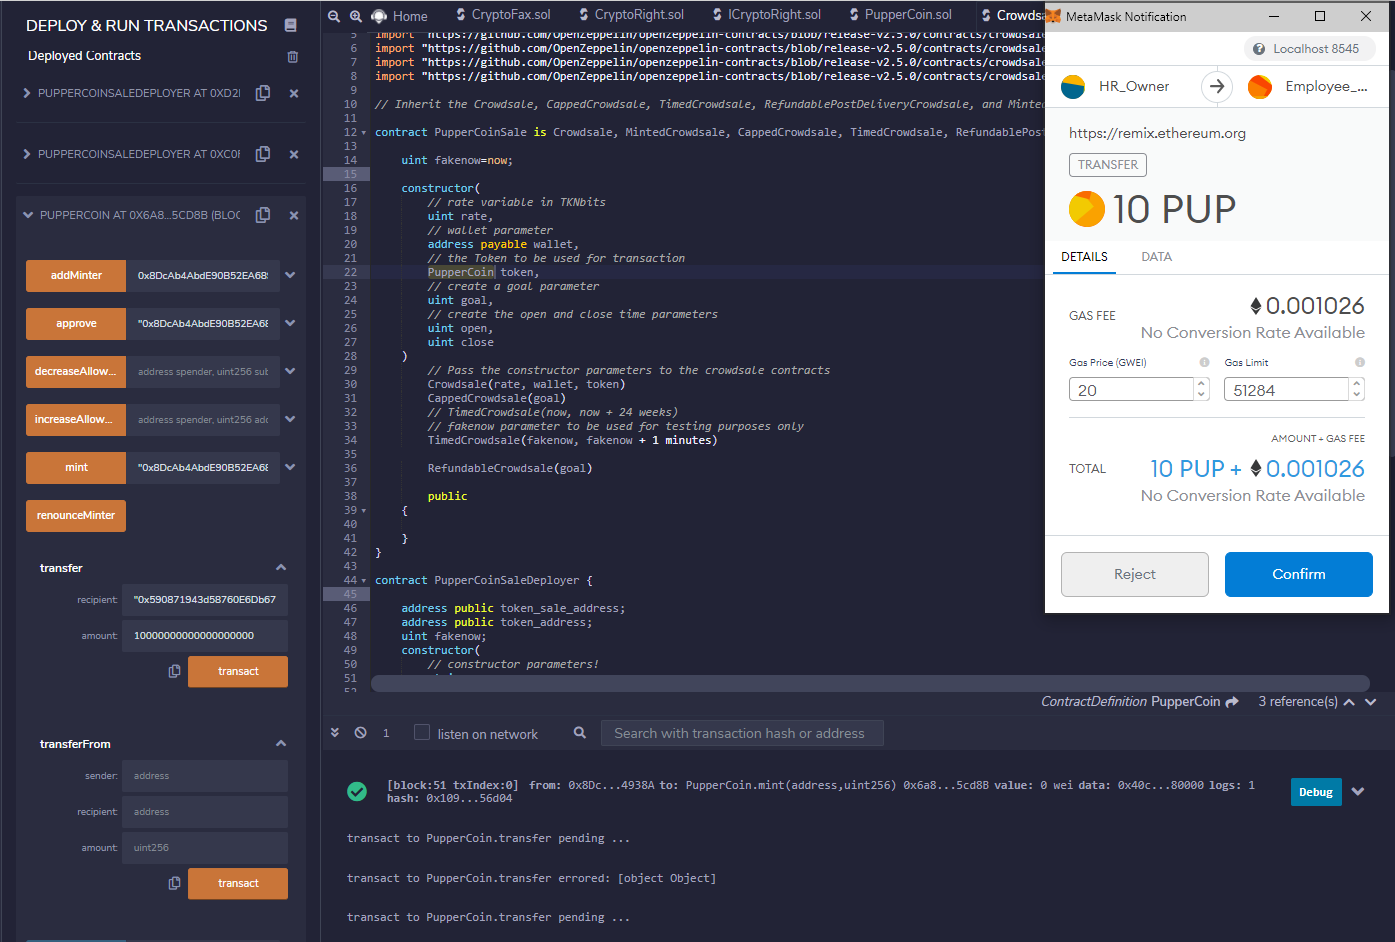 DEPLOY & RUN TRANSACTIONS
Deployed Contracts
PUPPERCOINSALEDEPLOYER AT 0XD2
PUPPERCOINSALEDEPLOYER AT 0XC0
PUPPERCOIN AT 0X6A8...5CD8B (BLOC
addMinter 0x8DcAb4AbdE90B52EA68
approve "0x8DcAb4AbdE90B52EA68
decreaseAllow... address spender, uint256 sub
increaseAllow... address spender, uint256 add
mint "0x8DcAb4AbdE90B52EA68
renounceMinter
transfer
recipient: "0x590871943d58760E6Db67
amount: 10000000000000000000
transact
transferFrom
sender: address
recipient: address
amount: uint256
transact
Home CryptoFax.sol CryptoRight.sol ICryptoRight.sol PupperCoin.sol Crowds
5 import "https://github.com/OpenZeppelin/openzeppelin-contracts/blob/release-v2.5.0/contracts/crowdsale
6 import "https://github.com/OpenZeppelin/openzeppelin-contracts/blob/release-v2.5.0/contracts/crowdsale
7 import "https://github.com/OpenZeppelin/openzeppelin-contracts/blob/release-v2.5.0/contracts/crowdsale
8 import "https://github.com/OpenZeppelin/openzeppelin-contracts/blob/release-v2.5.0/contracts/crowdsale
9
10 // Inherit the Crowdsale, CappedCrowdsale, TimedCrowdsale, RefundablePostDeliveryCrowdsale, and Minted
11
12 contract PupperCoinSale is Crowdsale, MintedCrowdsale, CappedCrowdsale, TimedCrowdsale, RefundablePost
13
14 uint fakenow=now;
15
16 constructor(
17 // rate variable in TKNbits
18 uint rate,
19 // wallet parameter
20 address payable wallet,
21 // the Token to be used for transaction
22 PupperCoin token,
23 // create a goal parameter
24 uint goal,
25 // create the open and close time parameters
26 uint open,
27 uint close
28 )
29 // Pass the constructor parameters to the crowdsale contracts
30 Crowdsale(rate, wallet, token)
31 CappedCrowdsale(goal)
32 // TimedCrowdsale(now, now + 24 weeks)
33 // fakenow parameter to be used for testing purposes only
34 TimedCrowdsale(fakenow, fakenow + 1 minutes)
35
36 RefundableCrowdsale(goal)
37
38 public
39 {
40
41 }
42 }
43
44 contract PupperCoinSaleDeployer {
45
46 address public token_sale_address;
47 address public token_address;
48 uint fakenow;
49 constructor(
50 // constructor parameters!
51
52
ContractDefinition PupperCoin 3 reference(s)
1 listen on network Search with transaction hash or address
[block:51 txIndex:0] from: 0x8Dc...4938A to: PupperCoin.mint(address,uint256) 0x6a8...5cd8B value: 0 wei data: 0x40c...80000 logs: 1
hash: 0x109...56d04
Debug
transact to PupperCoin.transfer pending ...
transact to PupperCoin.transfer errored: [object Object]
transact to PupperCoin.transfer pending ...
MetaMask Notification
Localhost 8545
HR_Owner Employee_...
https://remix.ethereum.org
TRANSFER
10 PUP
DETAILS DATA
GAS FEE 0.001026
No Conversion Rate Available
Gas Price (GWEI) Gas Limit
20 51284
AMOUNT + GAS FEE
TOTAL 10 PUP + 0.001026
No Conversion Rate Available
Reject Confirm